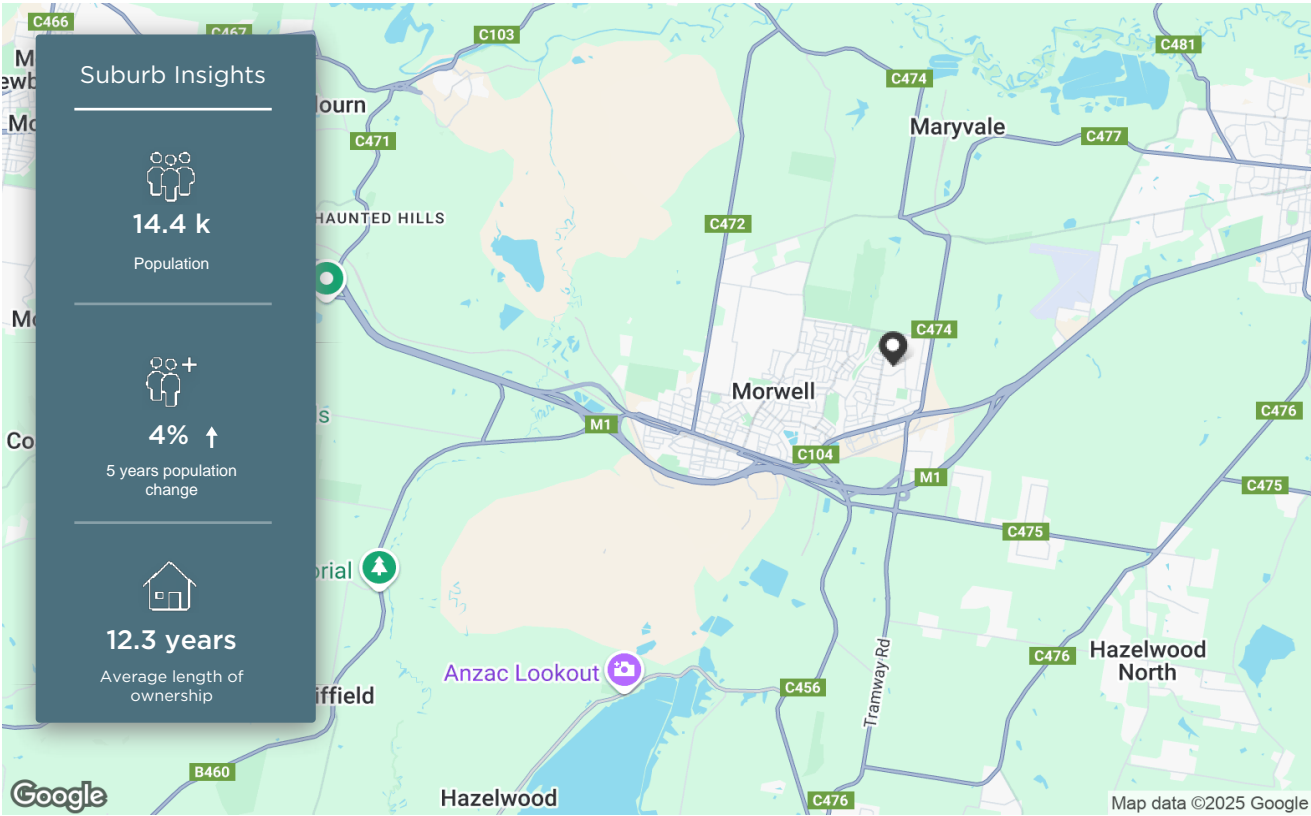 Suburb Insights
14.4 k
Population
4%
5 years population
change
12.3 years
Average length of
ownership
C466
C467
C103
C481
C474
Maryvale
C477
C471
HAUNTED HILLS
C472
C474
Morwell
M1
C104
M1
C476
C475
C475
Anzac Lookout
C456
Tramway Rd
C476
Hazelwood
North
B460
Hazelwood
C476
Google
Map data ©2025 Google